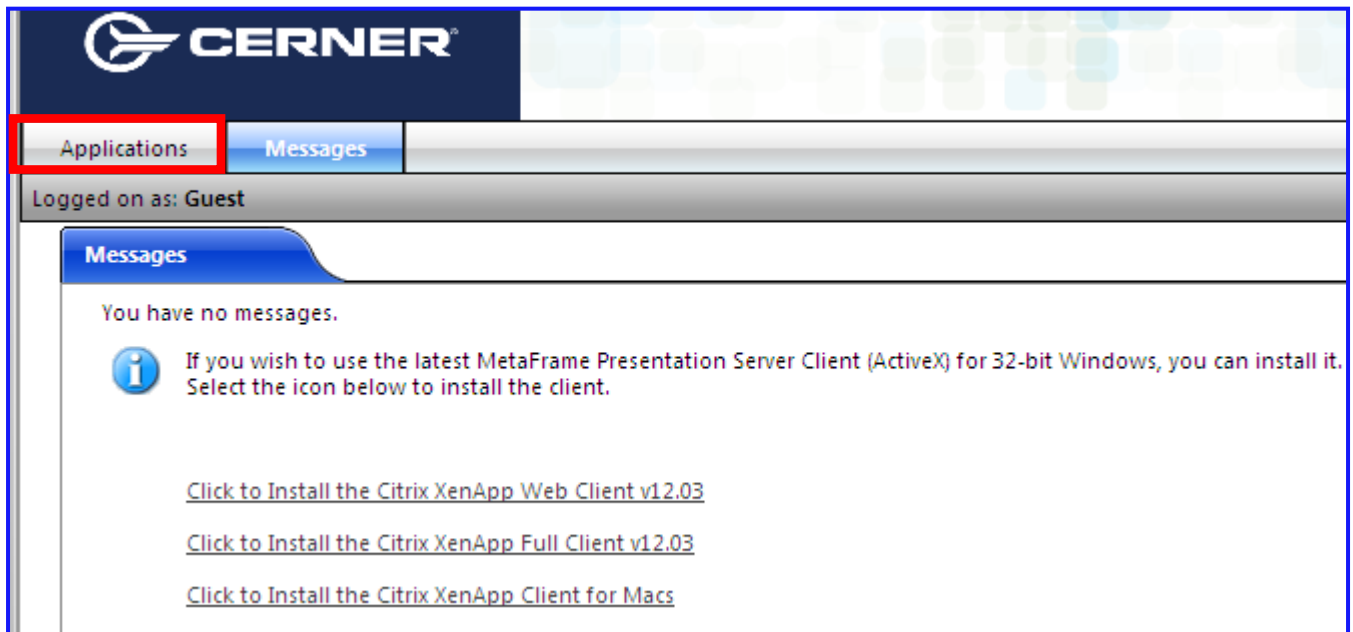 CERNER®
Applications Messages
Logged on as: Guest
Messages
You have no messages.
If you wish to use the latest MetaFrame Presentation Server Client (ActiveX) for 32-bit Windows, you can install it.
Select the icon below to install the client.
Click to Install the Citrix XenApp Web Client v12.03
Click to Install the Citrix XenApp Full Client v12.03
Click to Install the Citrix XenApp Client for Macs